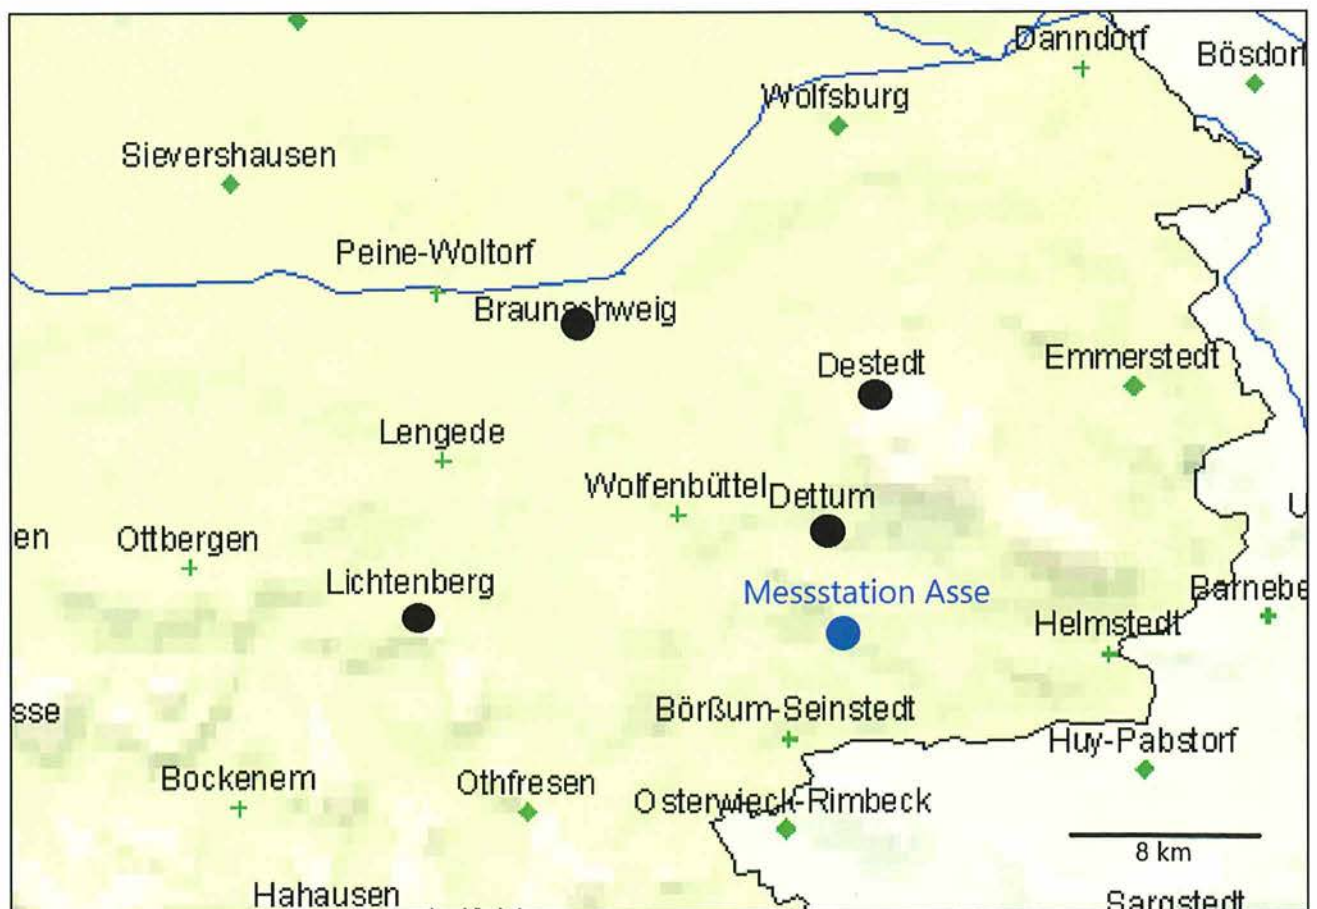 Danndorf
Bösdorf
Wolfsburg
Sievershausen
Peine-Woltorf
Braunschweig
Destedt
Emmerstedt
Lengede
Wolfenbüttel
Dettum
en
Ottbergen
Lichtenberg
Messstation Asse
Barnebe
Helmstedt
sse
Börßum-Seinstedt
Huy-Pabstorf
Bockenem
Othfresen
Osterwieck-Rimbeck
8 km
Hahausen
Sargstedt